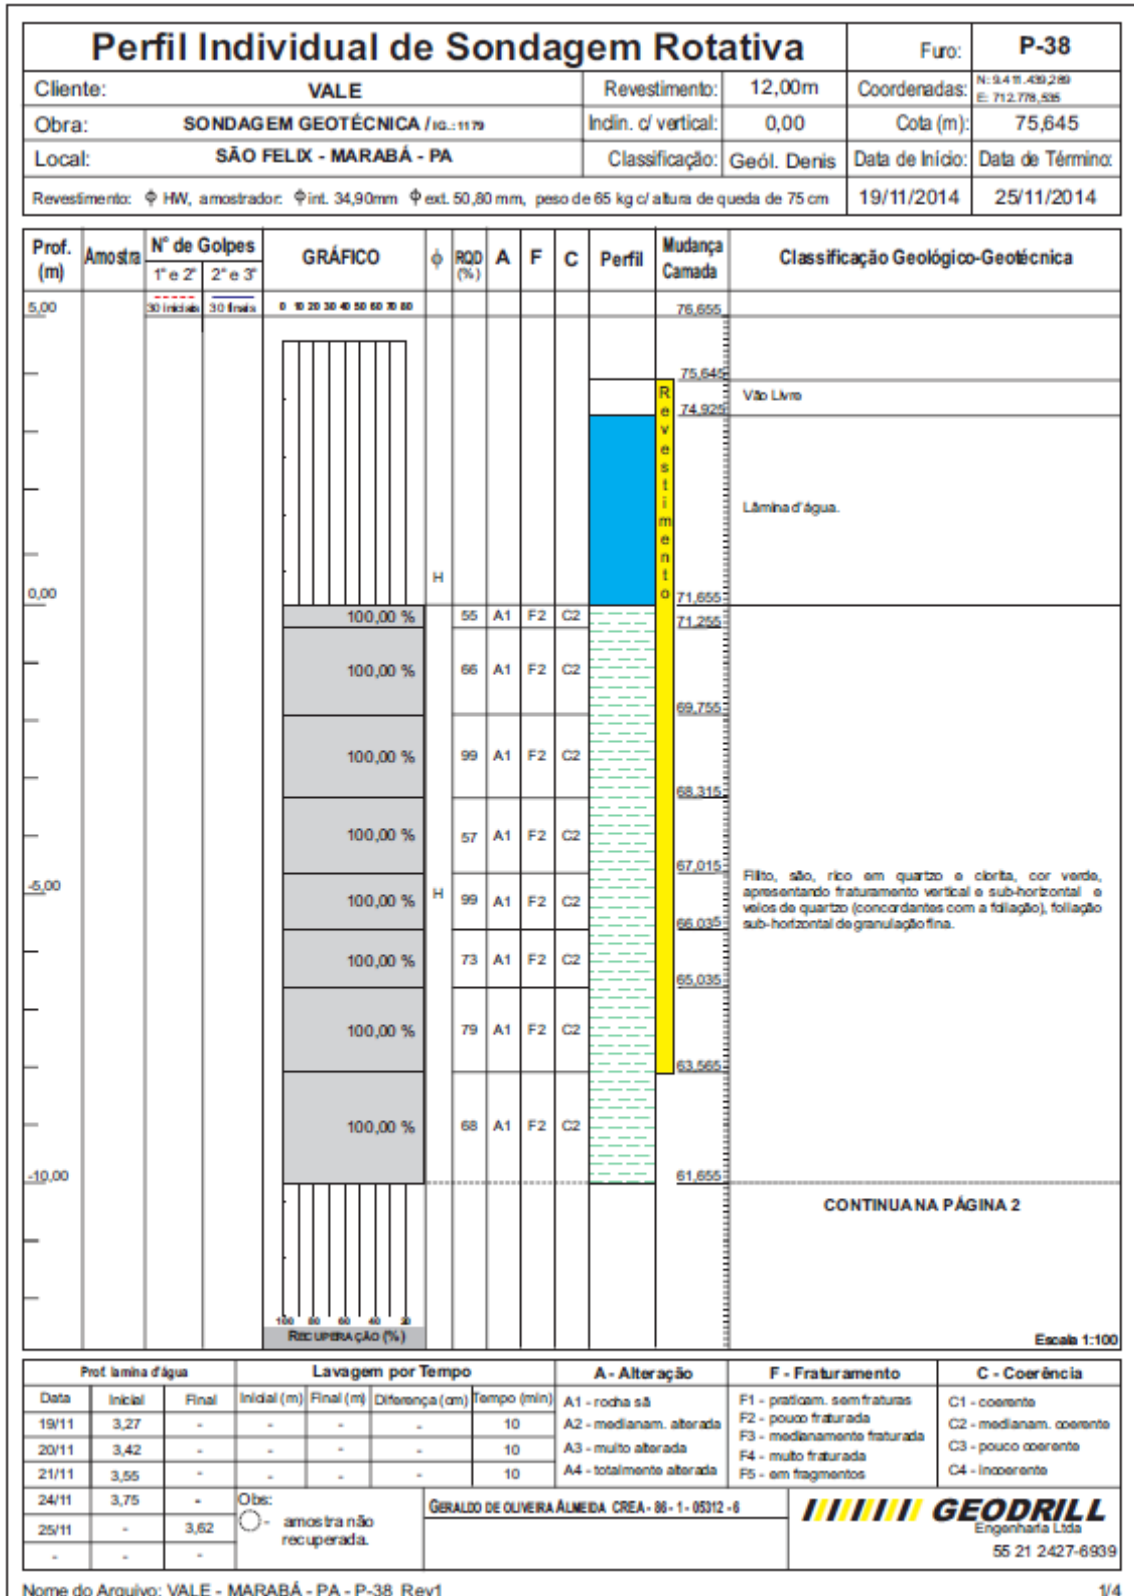 Perfil Individual de Sondagem Rotativa
Furo: P-38
Cliente: VALE
Revestimento: 12,00m
Coordenadas: N: 9.411.439,289
E: 712.778,535
Obra: SONDAGEM GEOTÉCNICA / IG.: 1179
Inclin. c/ vertical: 0,00
Cota (m): 75,645
Local: SÃO FELIX - MARABÁ - PA
Classificação: Geól. Denis
Data de Início: Data de Término:
Revestimento: ϕ HW, amostrador: ϕ int. 34,90mm ϕ ext. 50,80 mm, peso de 65 kg c/ altura de queda de 75 cm
19/11/2014 25/11/2014
Prof. (m) Amostra N° de Golpes GRÁFICO ϕ RQD (%) A F C Perfil Mudança Camada Classificação Geológico-Geotécnica
1° e 2° 2° e 3°
30 iniciais 30 finais 0 10 20 30 40 50 60 70 80
5,00 76,655
75,645
Vão Livre
74,925
Lâmina d'água.
Revestimento
H
0,00 71,655
100,00 % 55 A1 F2 C2
71,255
100,00 % 66 A1 F2 C2
69,755
100,00 % 99 A1 F2 C2
68,315
100,00 % 57 A1 F2 C2
67,015
-5,00 H
100,00 % 99 A1 F2 C2
Filito, são, rico em quartzo e clorita, cor verde,
apresentando fraturamento vertical e sub-horizontal e
veios de quartzo (concordantes com a foliação), foliação
sub-horizontal de granulação fina.
66,035
100,00 % 73 A1 F2 C2
65,035
100,00 % 79 A1 F2 C2
63,565
100,00 % 68 A1 F2 C2
-10,00 61,655
CONTINUA NA PÁGINA 2
100 80 60 40 20
RECUPERAÇÃO (%)
Escala 1:100
Prof. lamina d'água
Data Inicial Final
19/11 3,27 -
20/11 3,42 -
21/11 3,55 -
24/11 3,75 -
25/11 - 3,62
- - -
Lavagem por Tempo
Inicial (m) Final (m) Diferença (cm) Tempo (min)
- - - 10
- - - 10
- - - 10
Obs:
- amostra não
recuperada.
A - Alteração
A1 - rocha sã
A2 - medianam. alterada
A3 - muito alterada
A4 - totalmente alterada
F - Fraturamento
F1 - praticam. sem fraturas
F2 - pouco fraturada
F3 - medianamente fraturada
F4 - muito fraturada
F5 - em fragmentos
C - Coerência
C1 - coerente
C2 - medianam. coerente
C3 - pouco coerente
C4 - incoerente
GERALDO DE OLIVEIRA ALMEIDA CREA - 86 - 1 - 05312 - 6
GEODRILL
Engenharia Ltda
55 21 2427-6939
Nome do Arquivo: VALE - MARABÁ - PA - P-38_Rev1
1/4